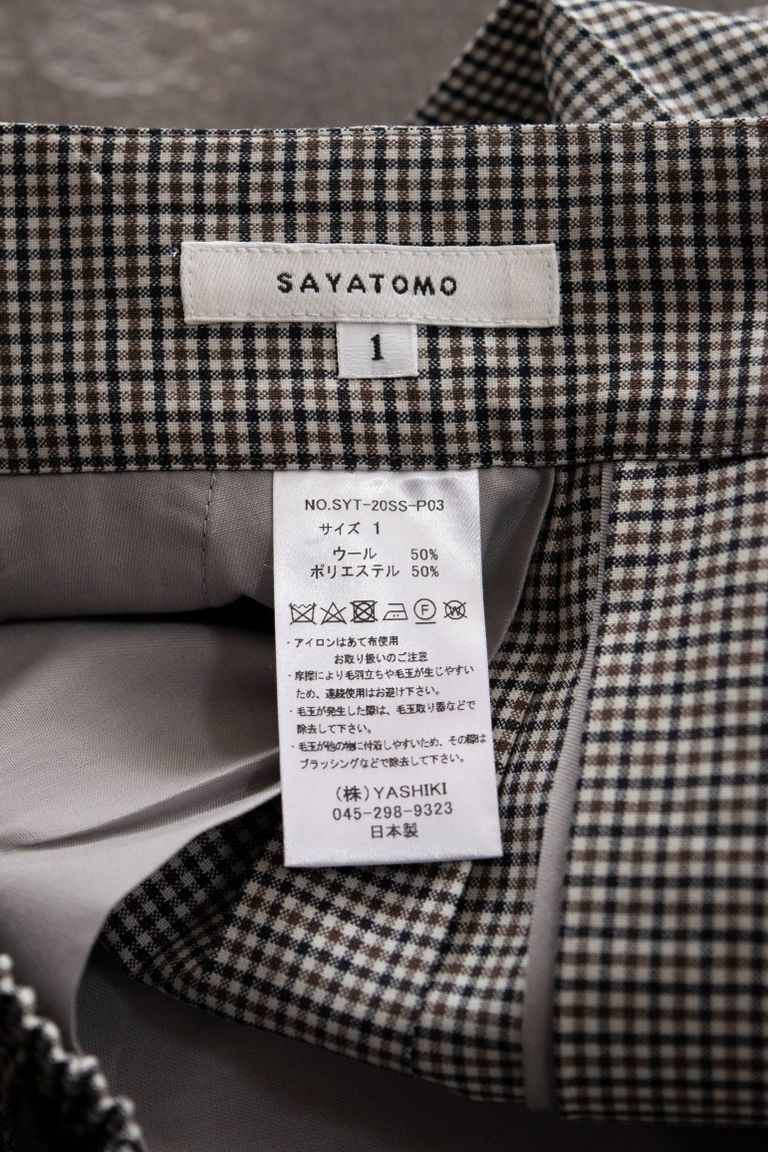 SAYATOMO
1
NO.SYT-20SS-P03
サイズ 1
ウール 50%
ポリエステル 50%
F
W
・アイロンはあて布使用
お取り扱いのご注意
・摩擦により毛羽立ちや毛玉が生じやすい
ため、連続使用はお避け下さい。
・毛玉が発生した際は、毛玉取り器などで
除去して下さい。
・毛玉が他の物に付着しやすいため、その際は
ブラッシングなどで除去して下さい。
(株)YASHIKI
045-298-9323
日本製